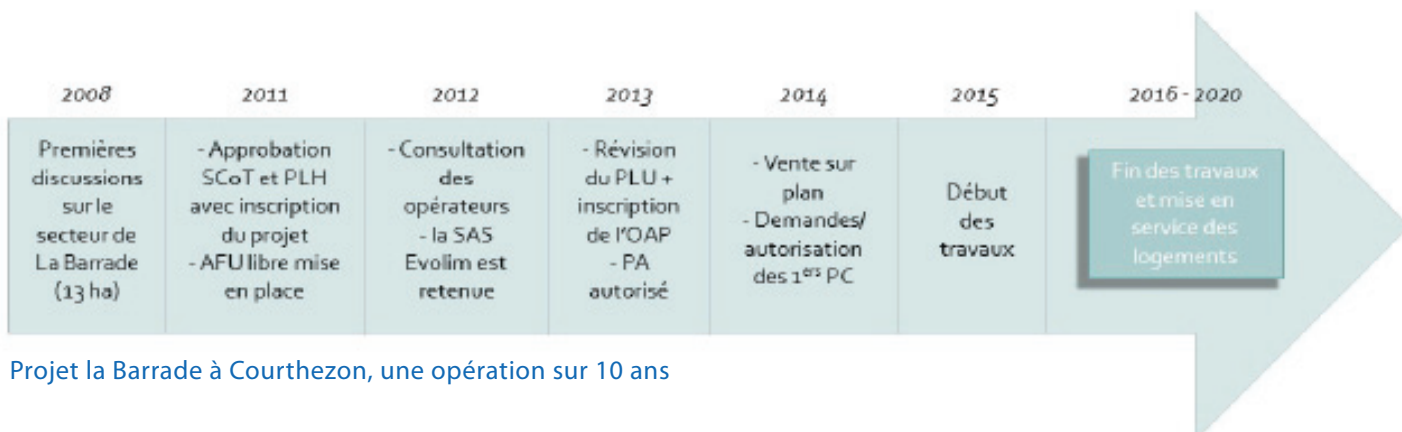 2008
Premières
discussions
sur le
secteur de
La Barrade
(13 ha)
2011
- Approbation
SCoT et PLH
avec inscription
du projet
- AFU libre mise
en place
2012
- Consultation
des
opérateurs
- la SAS
Evolim est
retenue
2013
- Révision
du PLU +
inscription
de l'OAP
- PA
autorisé
2014
- Vente sur
plan
- Demandes/
autorisation
des 1ers PC
2015
Début
des
travaux
2016 - 2020
Fin des travaux
et mise en
service des
logements
Projet la Barrade à Courthezon, une opération sur 10 ans